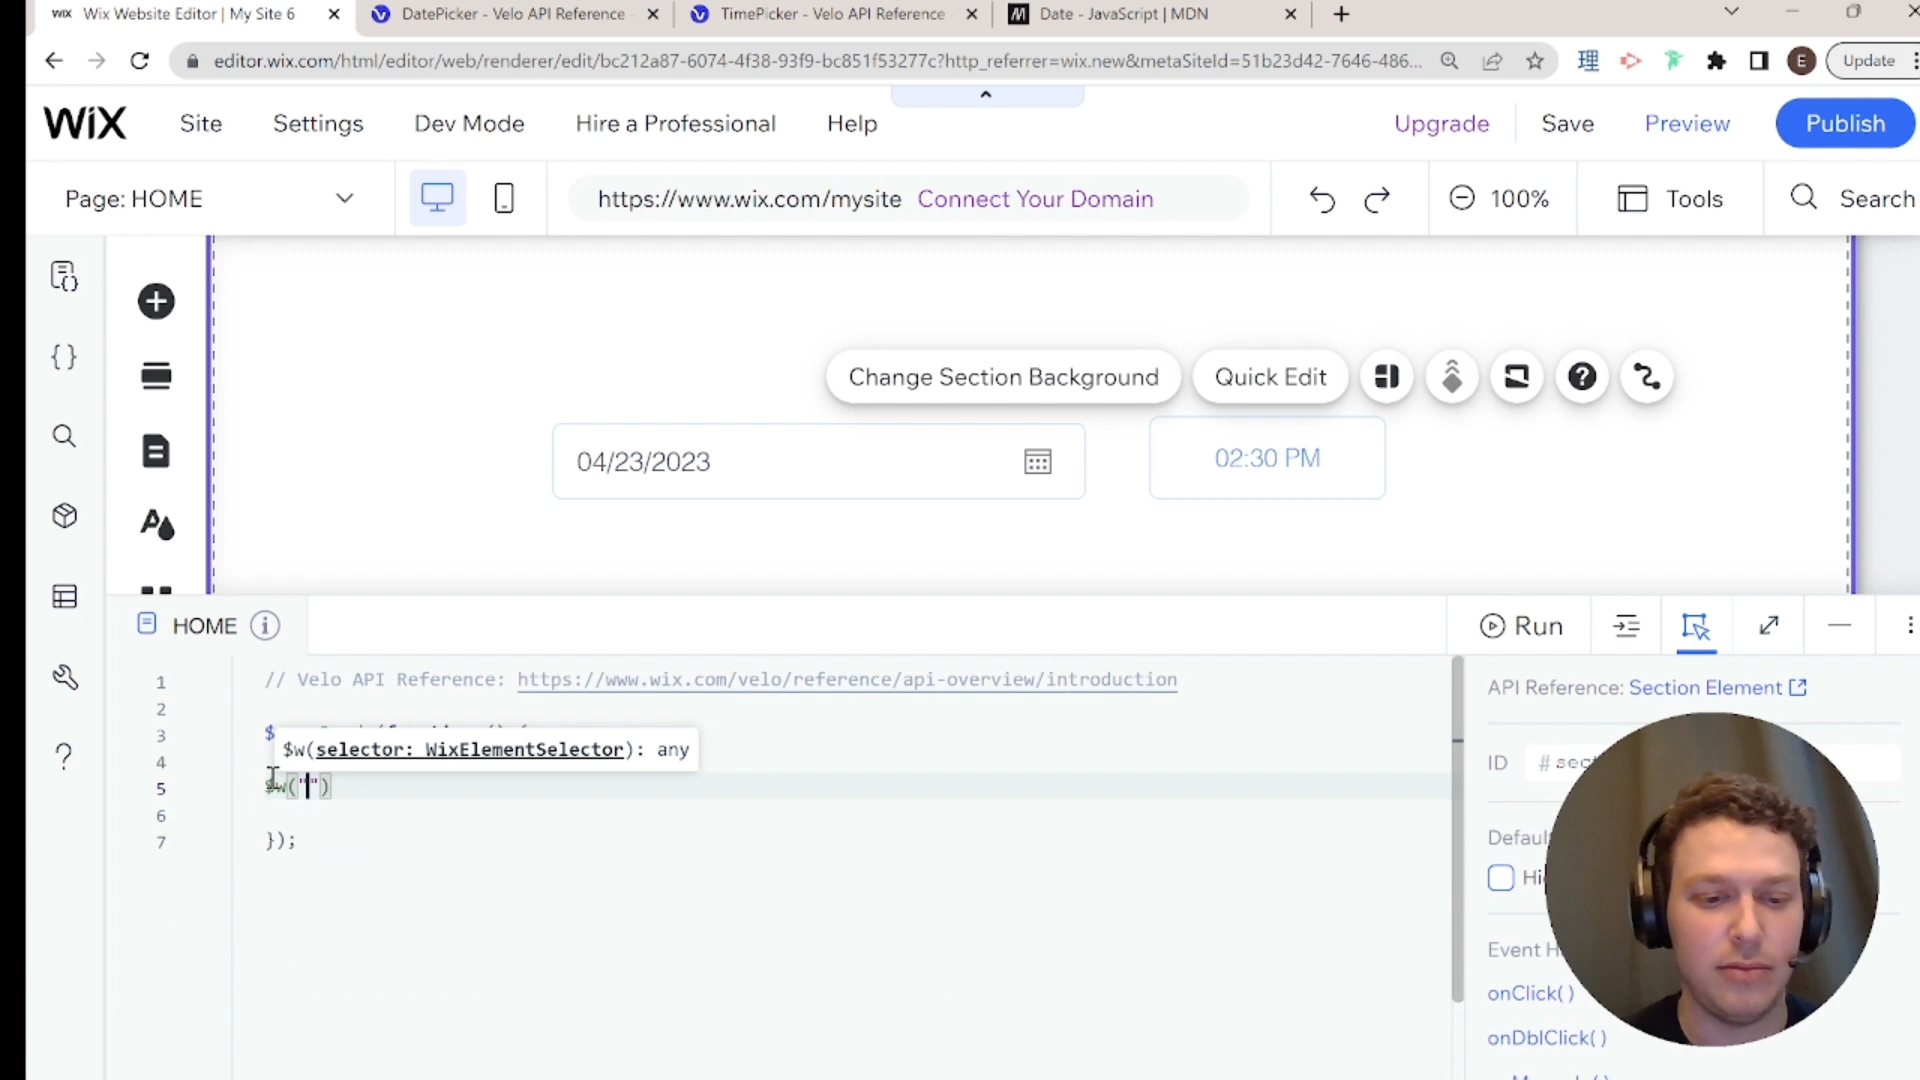 WIX Wix Website Editor | My Site 6
DatePicker - Velo API Reference
TimePicker - Velo API Reference
Date - JavaScript | MDN
editor.wix.com/html/editor/web/renderer/edit/bc212a87-6074-4f38-93f9-bc851f53277c?http_referrer=wix.new&metaSiteId=51b23d42-7646-486...
E
Update
WiX
Site
Settings
Dev Mode
Hire a Professional
Help
Upgrade
Save
Preview
Publish
Page: HOME
https://www.wix.com/mysite Connect Your Domain
100%
Tools
Search
Change Section Background
Quick Edit
04/23/2023
02:30 PM
HOME
Run
1 // Velo API Reference: https://www.wix.com/velo/reference/api-overview/introduction
2
3 $
$w(selector: WixElementSelector): any
4
5 $w("")
6
7 });
API Reference: Section Element
ID #
onClick( )
onDblClick( )